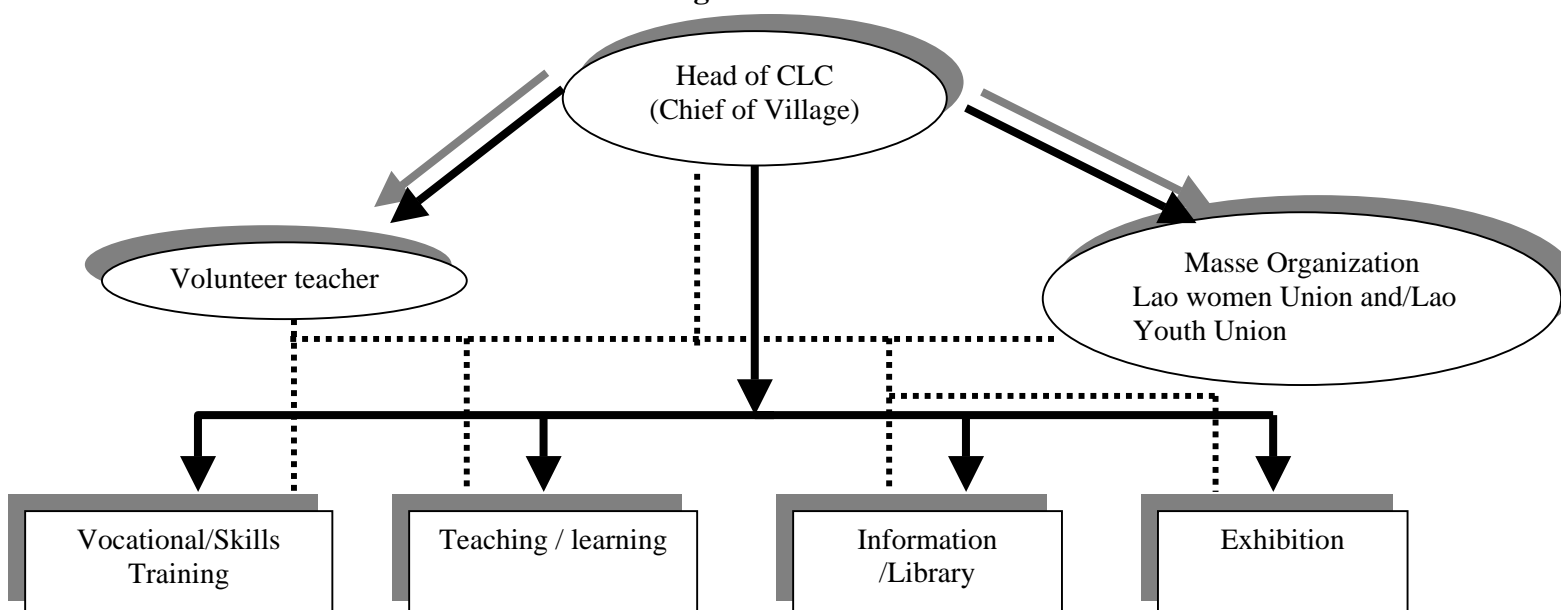 Head of CLC
(Chief of Village)
Volunteer teacher
Masse Organization
Lao women Union and/Lao
Youth Union
Vocational/Skills
Training
Teaching / learning
Information
/Library
Exhibition